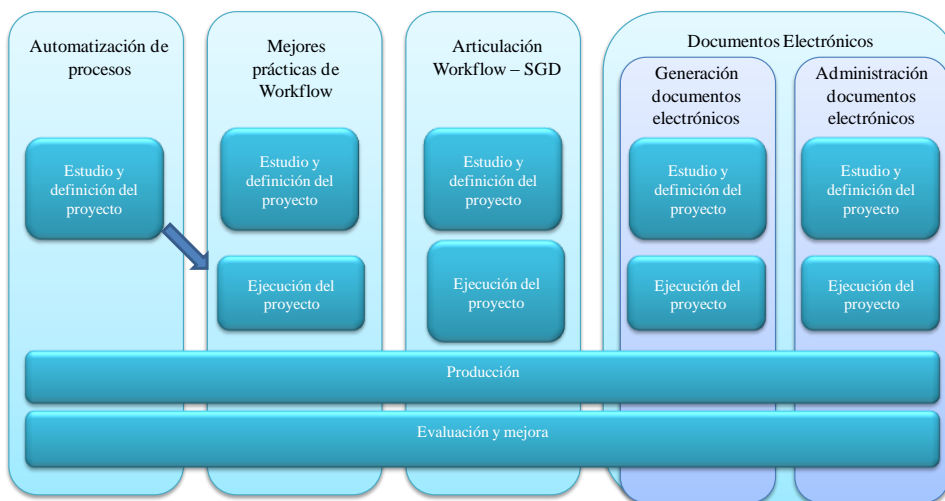 Automatización de
procesos
Mejores
prácticas de
Workflow
Articulación
Workflow – SGD
Documentos Electrónicos
Generación
documentos
electrónicos
Administración
documentos
electrónicos
Estudio y
definición del
proyecto
Estudio y
definición del
proyecto
Estudio y
definición del
proyecto
Estudio y
definición del
proyecto
Estudio y
definición del
proyecto
Ejecución del
proyecto
Ejecución del
proyecto
Ejecución del
proyecto
Ejecución del
proyecto
Producción
Evaluación y mejora